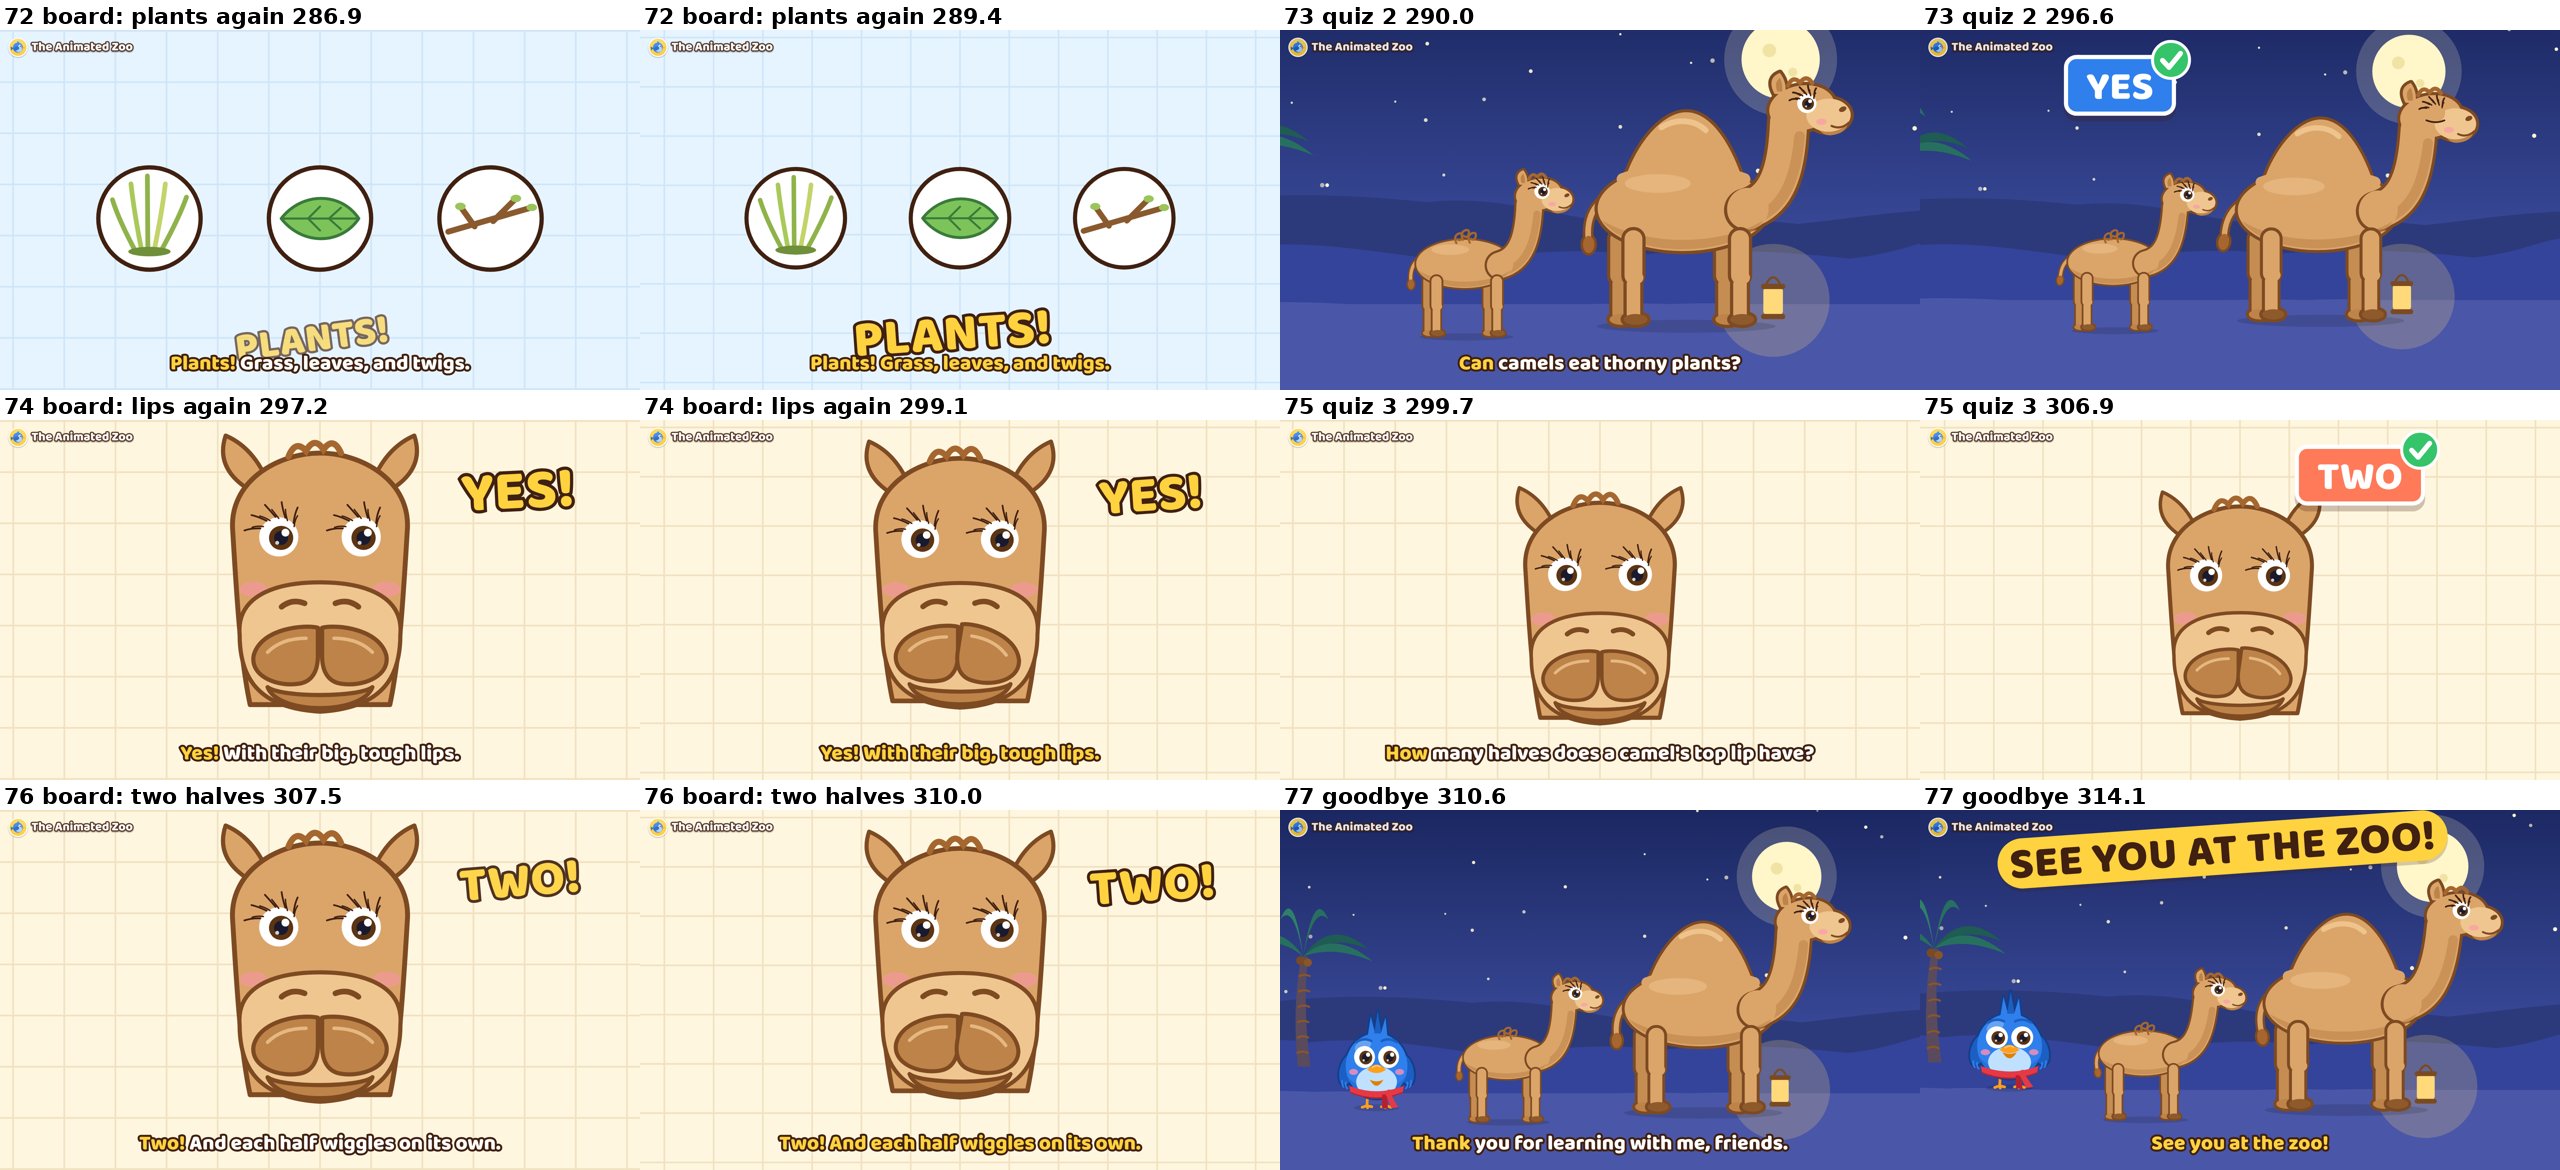 72 board: plants again 286.9
The Animated Zoo
PLANTS!
Plants! Grass, leaves, and twigs.
72 board: plants again 289.4
The Animated Zoo
PLANTS!
Plants! Grass, leaves, and twigs.
73 quiz 2 290.0
The Animated Zoo
Can camels eat thorny plants?
73 quiz 2 296.6
The Animated Zoo
YES
74 board: lips again 297.2
The Animated Zoo
YES!
Yes! With their big, tough lips.
74 board: lips again 299.1
The Animated Zoo
YES!
Yes! With their big, tough lips.
75 quiz 3 299.7
The Animated Zoo
How many halves does a camel's top lip have?
75 quiz 3 306.9
The Animated Zoo
TWO
76 board: two halves 307.5
The Animated Zoo
TWO!
Two! And each half wiggles on its own.
76 board: two halves 310.0
The Animated Zoo
TWO!
Two! And each half wiggles on its own.
77 goodbye 310.6
The Animated Zoo
Thank you for learning with me, friends.
77 goodbye 314.1
The Animated Zoo
SEE YOU AT THE ZOO!
See you at the zoo!